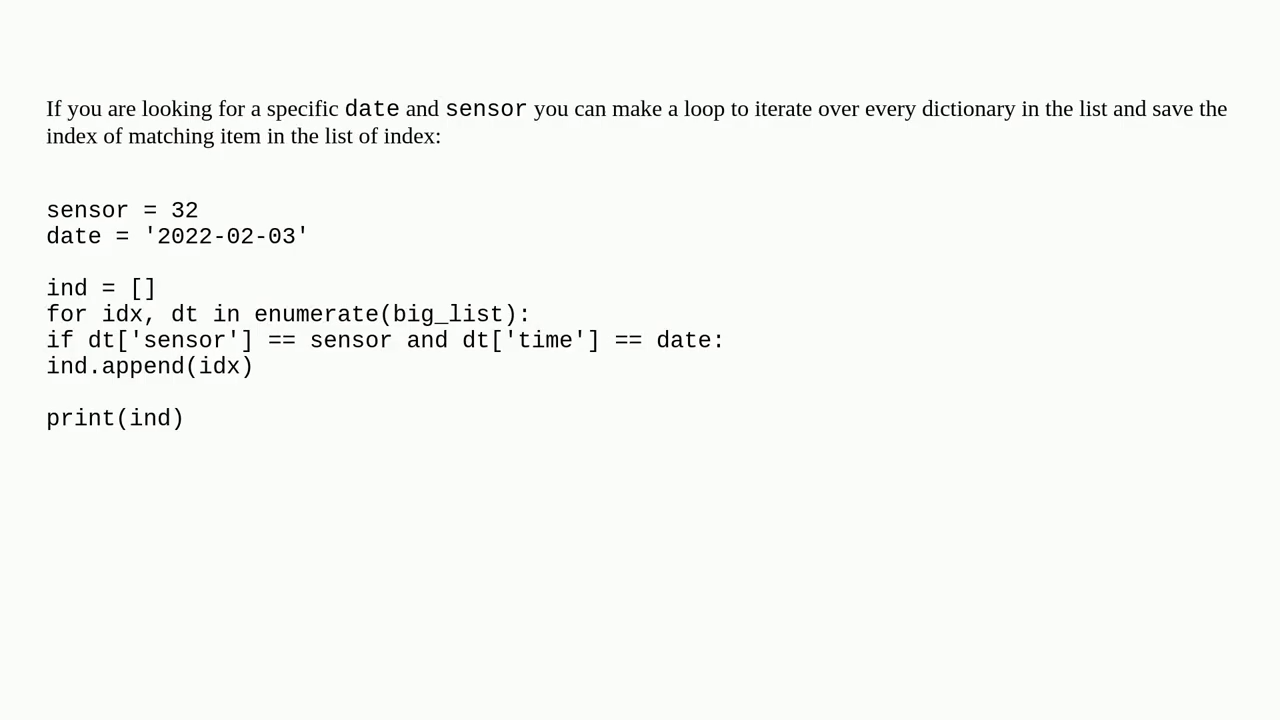 If you are looking for a specific date and sensor you can make a loop to iterate over every dictionary in the list and save the
index of matching item in the list of index:
sensor = 32
date = '2022-02-03'
ind = []
for idx, dt in enumerate(big_list):
if dt['sensor'] == sensor and dt['time'] == date:
ind.append(idx)
print(ind)